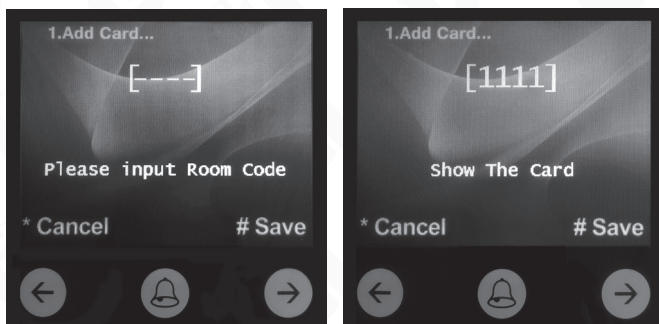 1.Add Card...
[----]
Please input Room Code
* Cancel # Save
1.Add Card...
[1111]
Show The Card
* Cancel # Save